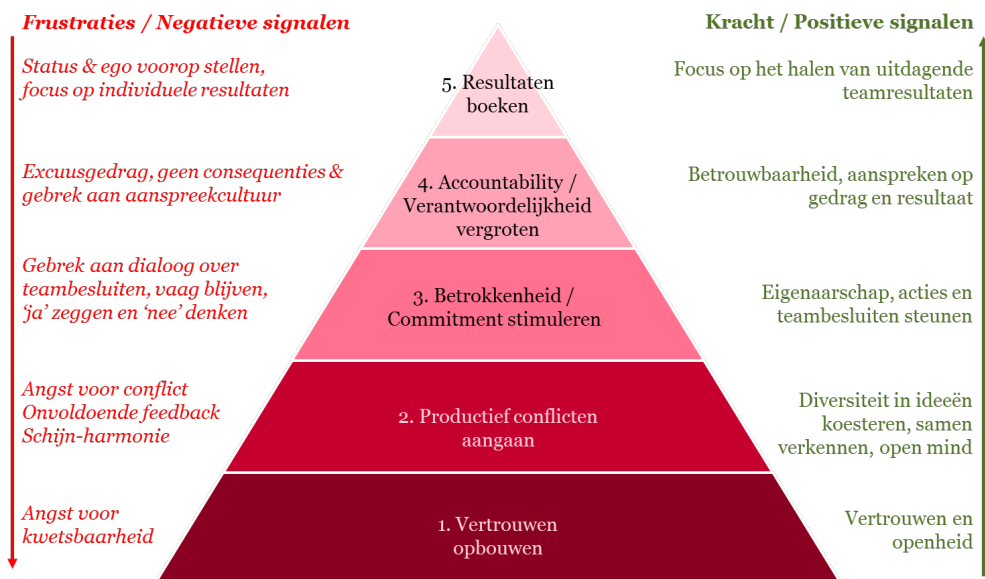 Frustraties / Negatieve signalen
Kracht / Positieve signalen
Status & ego voorop stellen,
focus op individuele resultaten
5. Resultaten
boeken
Focus op het halen van uitdagende
teamresultaten
Excuusgedrag, geen consequenties &
gebrek aan aanspreekcultuur
4. Accountability /
Verantwoordelijkheid
vergroten
Betrouwbaarheid, aanspreken op
gedrag en resultaat
Gebrek aan dialoog over
teambesluiten, vaag blijven,
‘ja’ zeggen en ‘nee’ denken
3. Betrokkenheid /
Commitment stimuleren
Eigenaarschap, acties en
teambesluiten steunen
Angst voor conflict
Onvoldoende feedback
Schijn-harmonie
2. Productief conflicten
aangaan
Diversiteit in ideeën
koesteren, samen
verkennen, open mind
Angst voor
kwetsbaarheid
1. Vertrouwen
opbouwen
Vertrouwen en
openheid